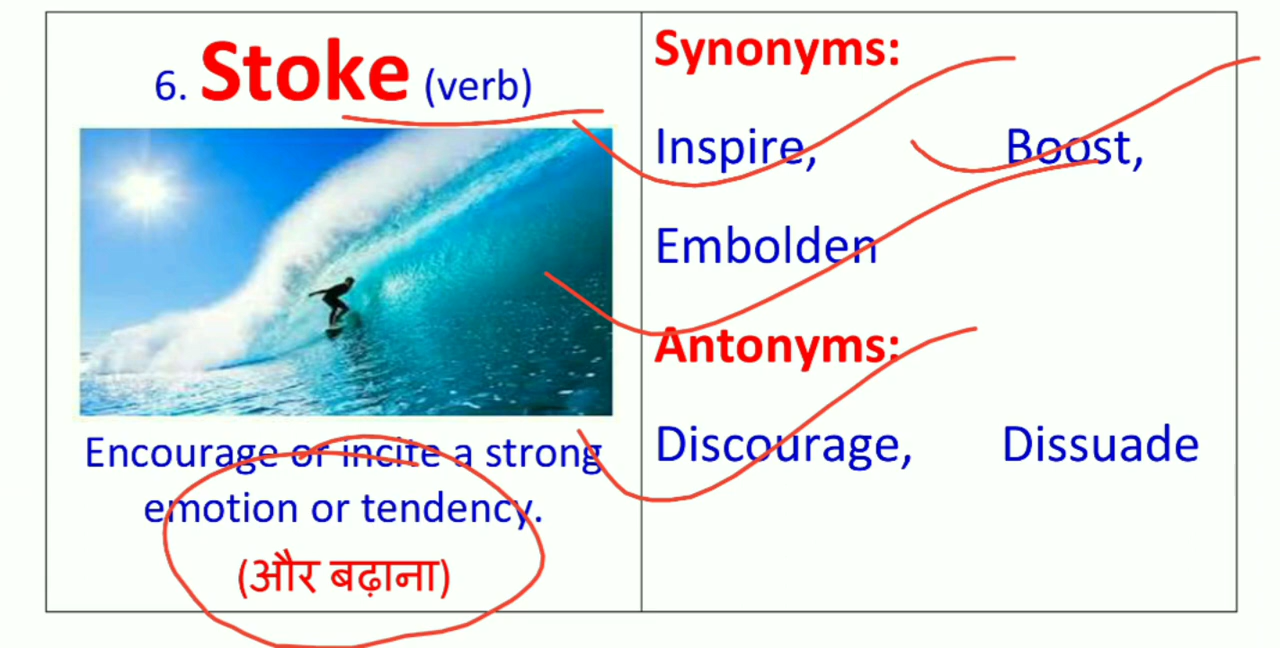 6. Stoke (verb)
Encourage or incite a strong
emotion or tendency.
(और बढ़ाना)
Synonyms:
Inspire, Boost,
Embolden
Antonyms:
Discourage, Dissuade